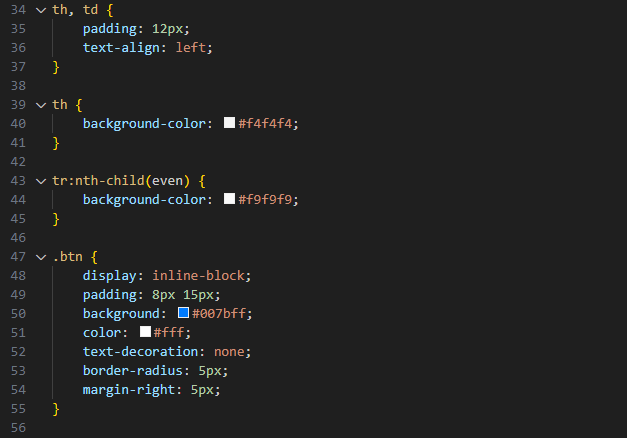 34 th, td {
35     padding: 12px;
36     text-align: left;
37 }
38
39 th {
40     background-color: #f4f4f4;
41 }
42
43 tr:nth-child(even) {
44     background-color: #f9f9f9;
45 }
46
47 .btn {
48     display: inline-block;
49     padding: 8px 15px;
50     background: #007bff;
51     color: #fff;
52     text-decoration: none;
53     border-radius: 5px;
54     margin-right: 5px;
55 }
56